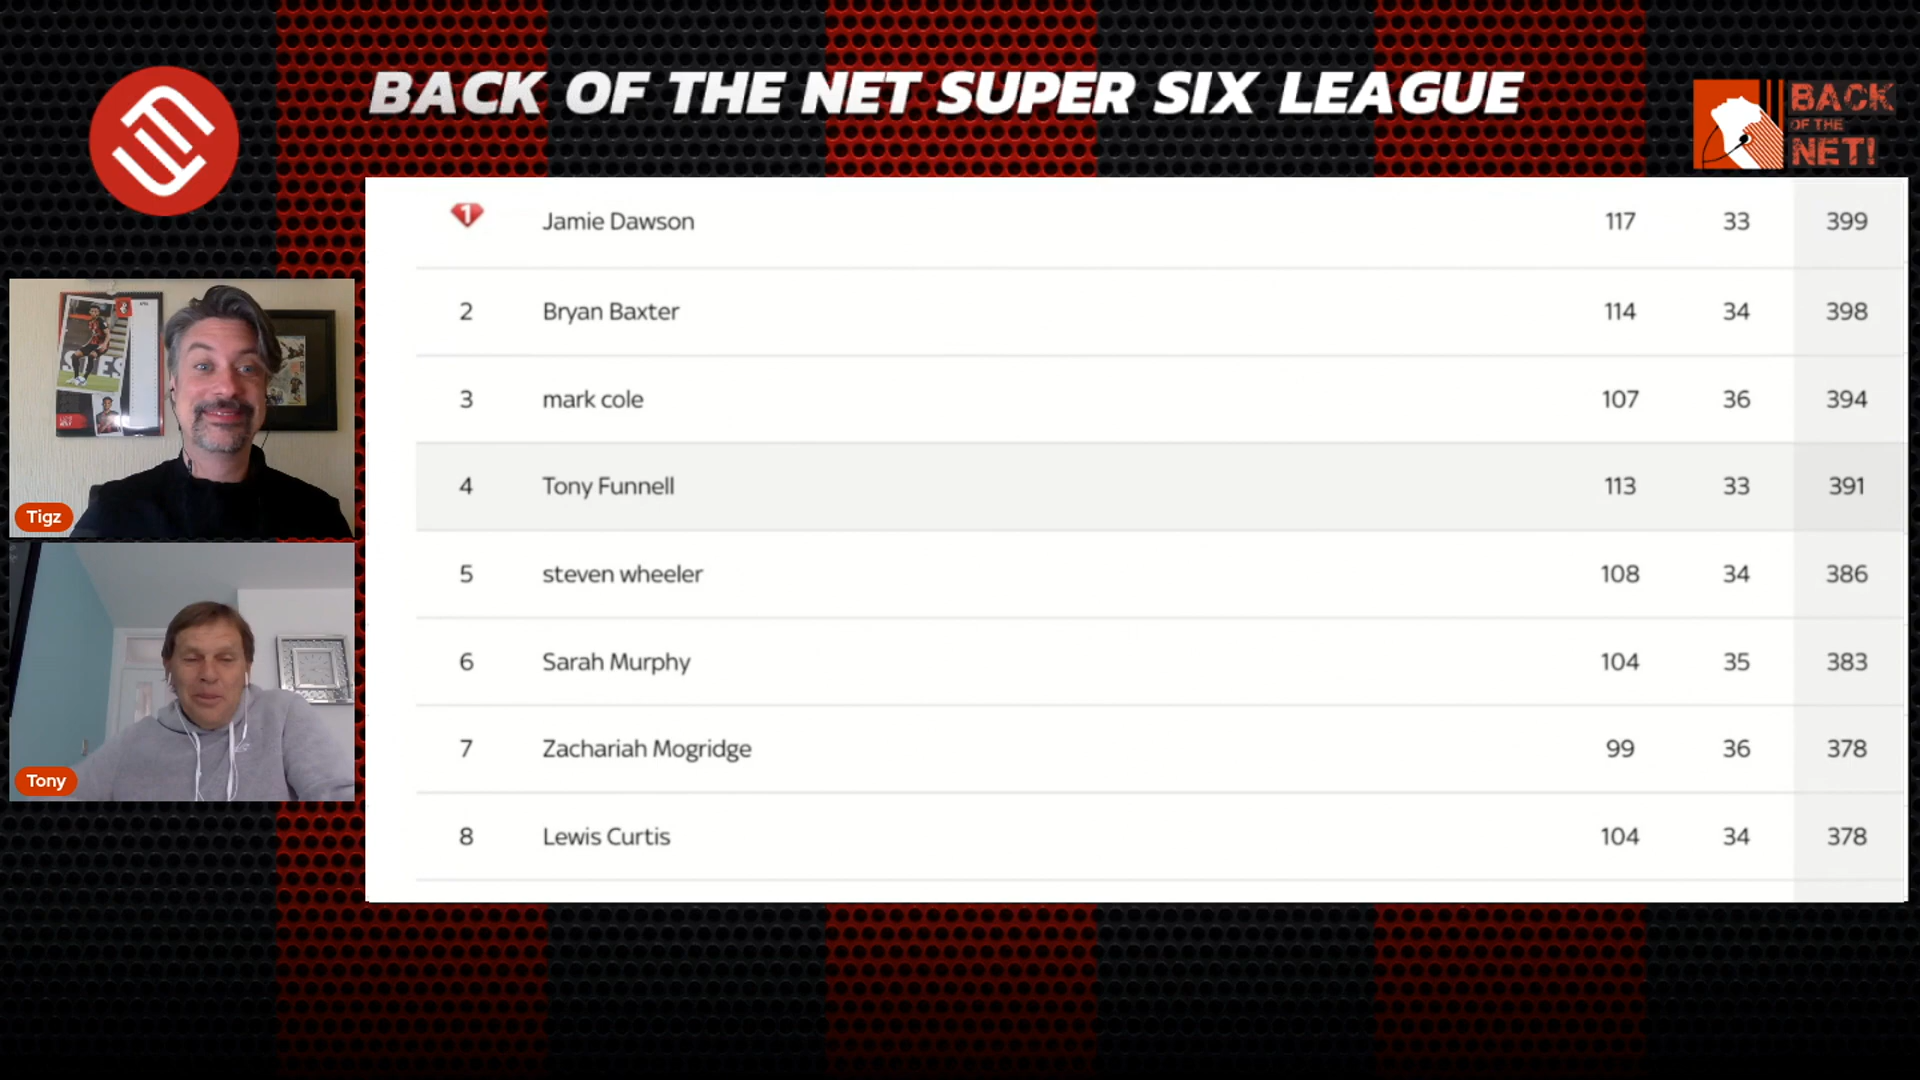 BACK OF THE NET SUPER SIX LEAGUE
BACK
OF THE
NET!
1 Jamie Dawson 117 33 399
2 Bryan Baxter 114 34 398
3 mark cole 107 36 394
4 Tony Funnell 113 33 391
5 steven wheeler 108 34 386
6 Sarah Murphy 104 35 383
7 Zachariah Mogridge 99 36 378
8 Lewis Curtis 104 34 378
Tigz
Tony